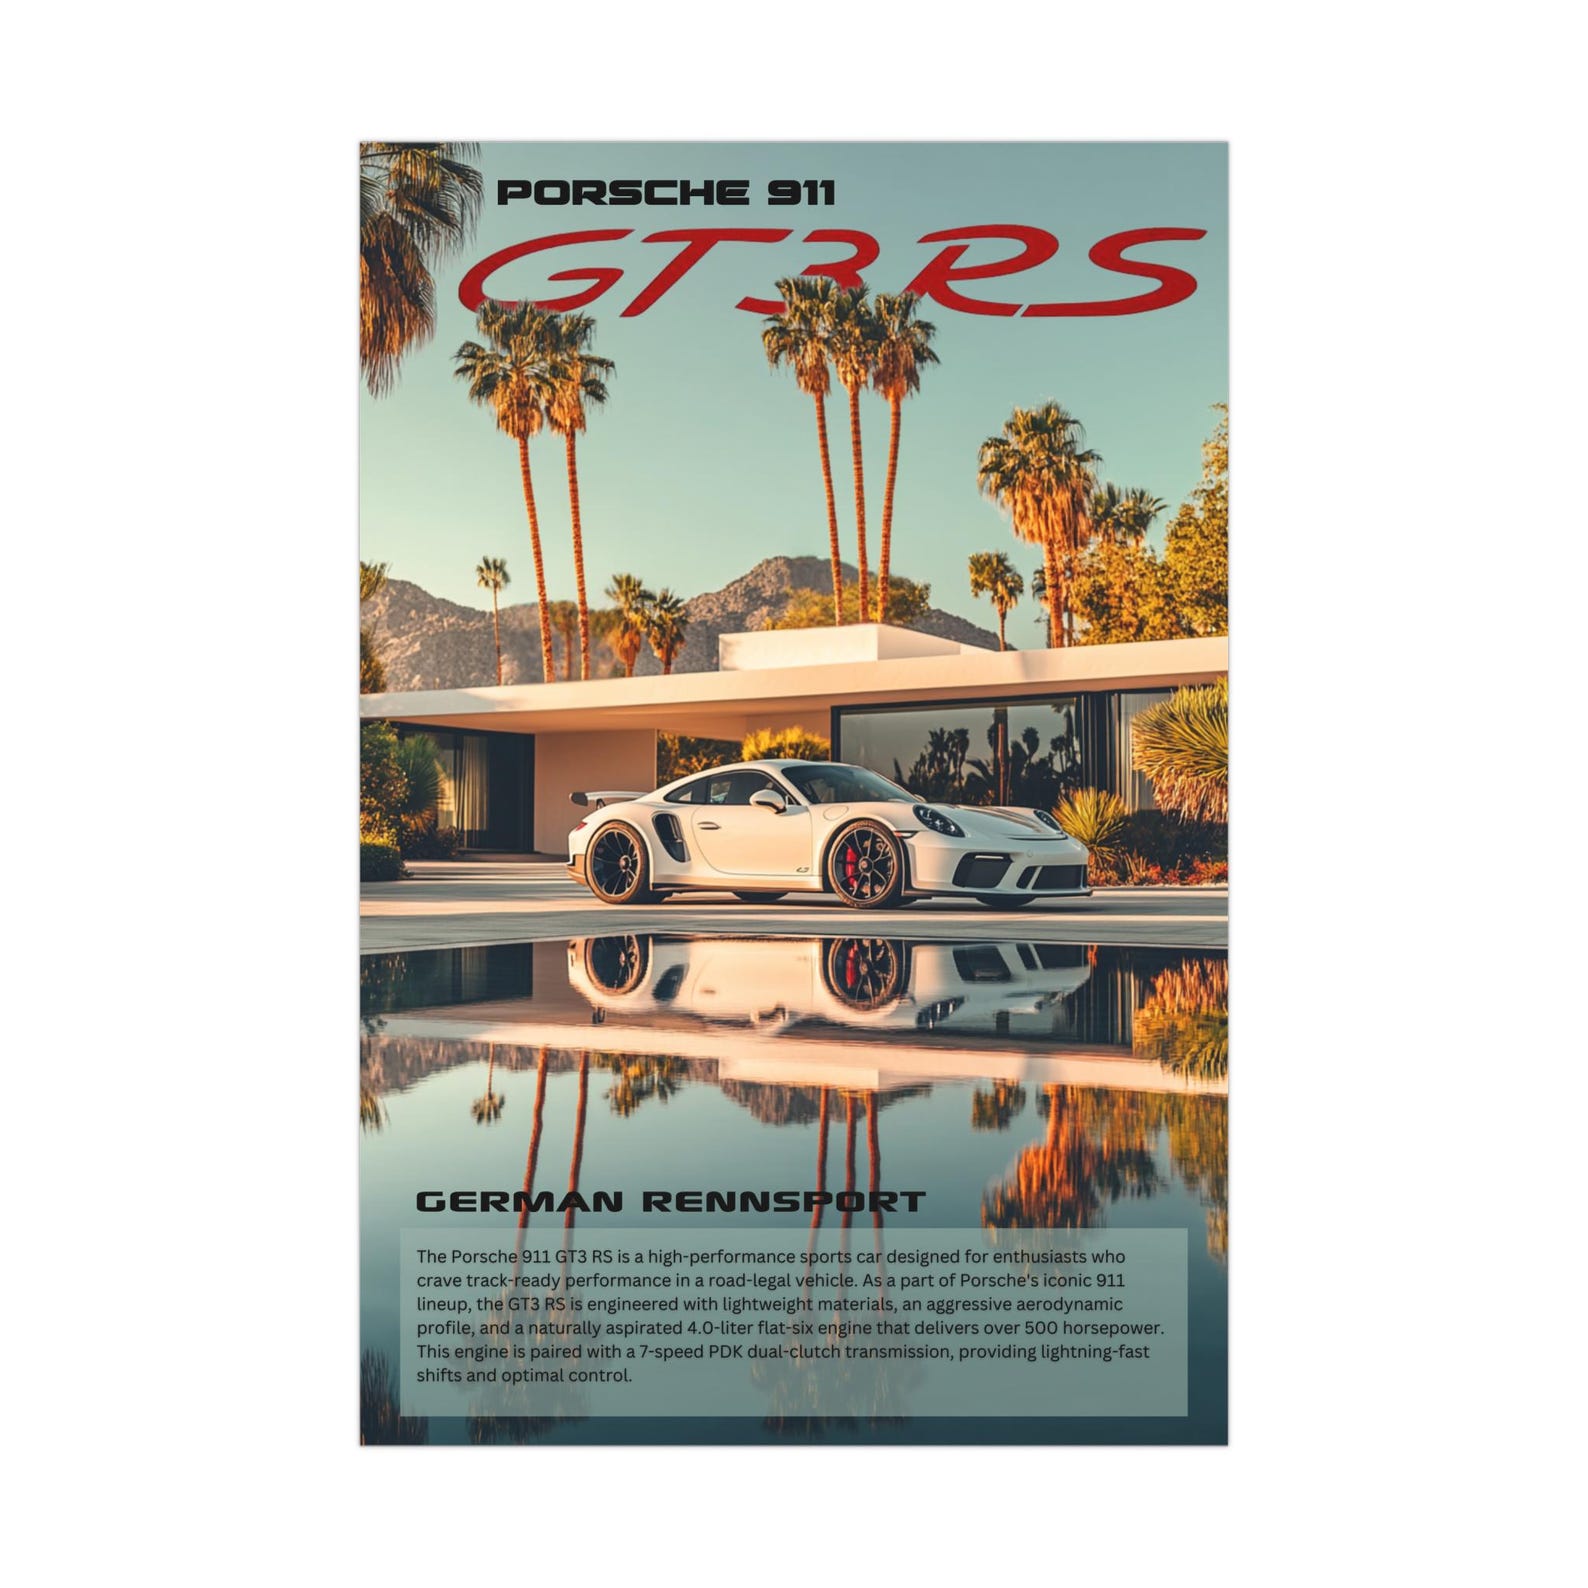 PORSCHE 911
GT3RS
GERMAN RENNSPORT
The Porsche 911 GT3 RS is a high-performance sports car designed for enthusiasts who
crave track-ready performance in a road-legal vehicle. As a part of Porsche's iconic 911
lineup, the GT3 RS is engineered with lightweight materials, an aggressive aerodynamic
profile, and a naturally aspirated 4.0-liter flat-six engine that delivers over 500 horsepower.
This engine is paired with a 7-speed PDK dual-clutch transmission, providing lightning-fast
shifts and optimal control.